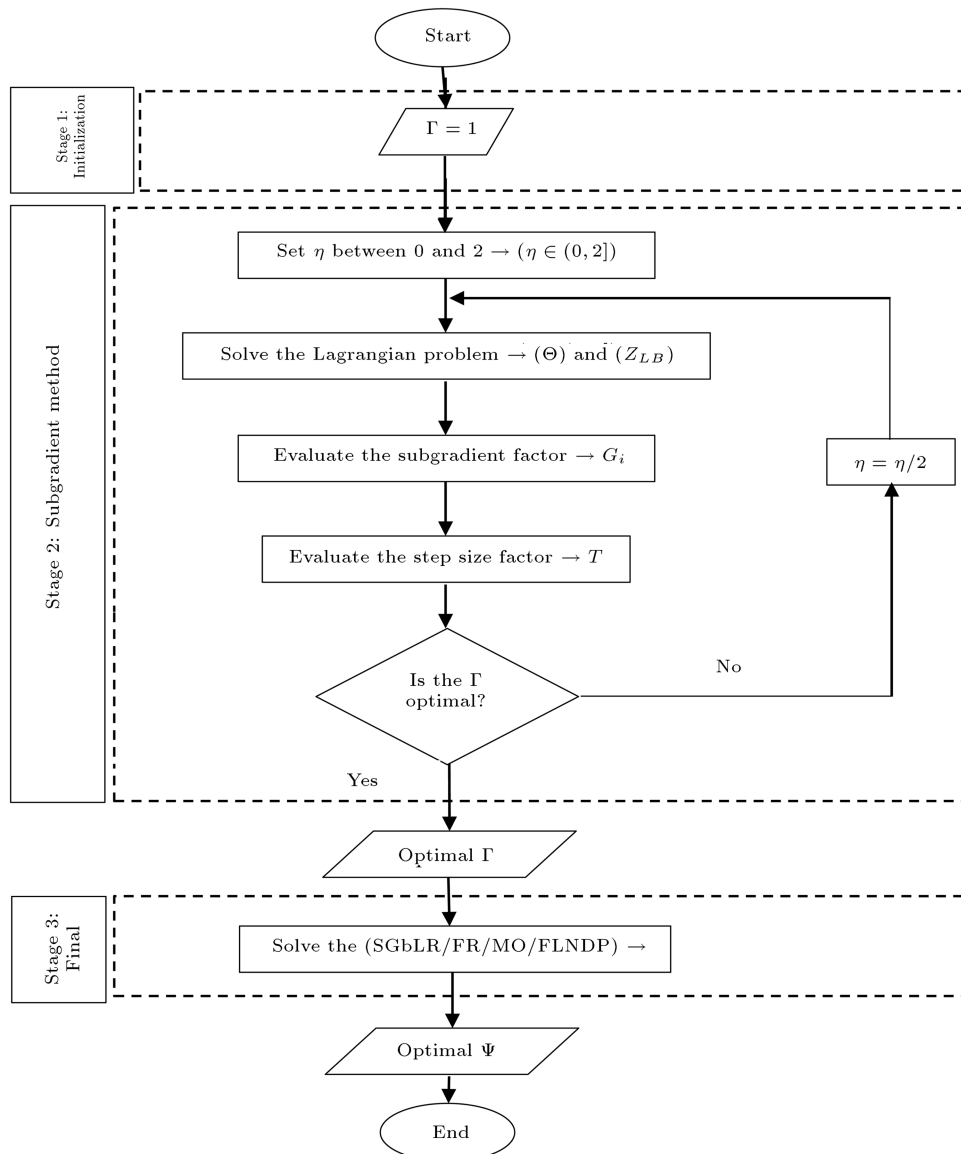 Start
Stage 1:
Initialization
Γ = 1
Stage 2: Subgradient method
Set η between 0 and 2 → (η ∈ (0, 2])
Solve the Lagrangian problem → (Θ) and (Z_{LB})
Evaluate the subgradient factor → G_i
η = η/2
Evaluate the step size factor → T
Is the Γ
optimal?
No
Yes
Optimal Γ
Stage 3:
Final
Solve the (SGbLR/FR/MO/FLNDP) →
Optimal Ψ
End